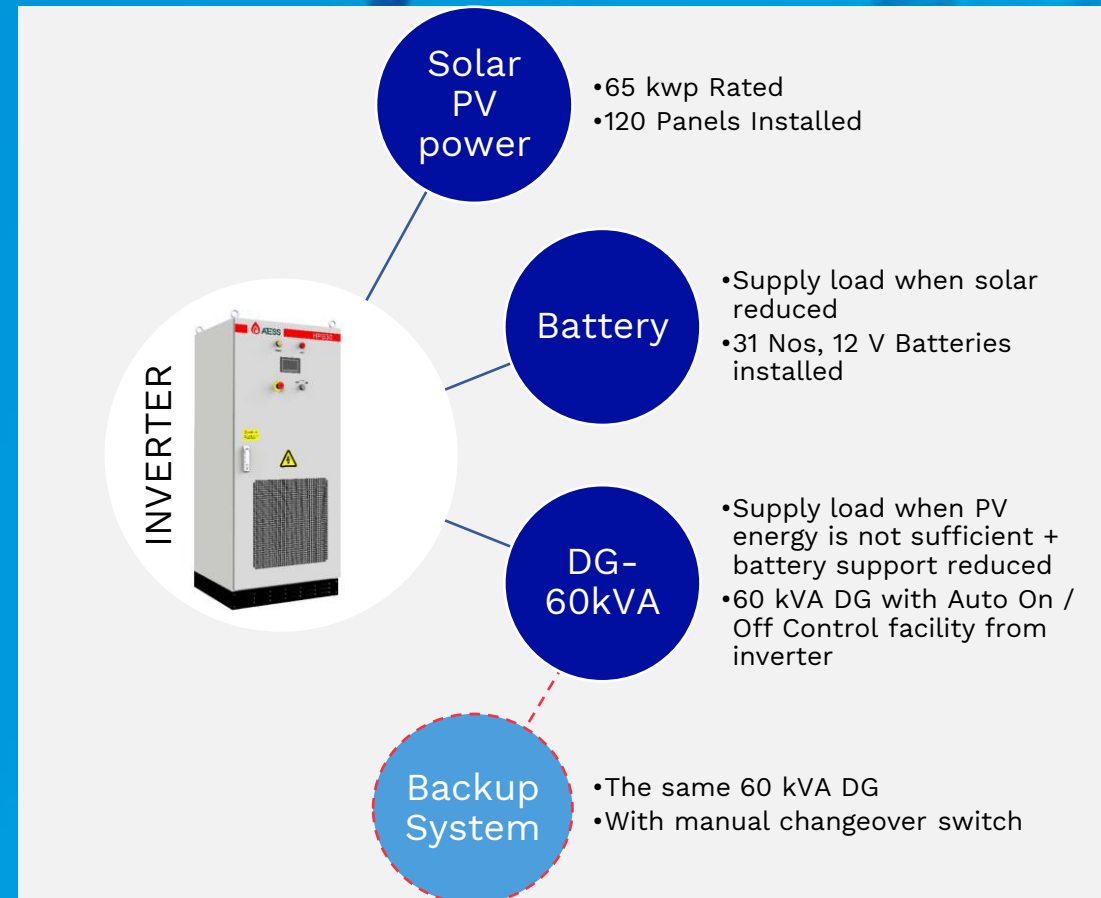 Solar
PV
power
•65 kwp Rated
•120 Panels Installed
Battery
•Supply load when solar
reduced
•31 Nos, 12 V Batteries
installed
INVERTER
ATESS
DG-
60kVA
•Supply load when PV
energy is not sufficient +
battery support reduced
•60 kVA DG with Auto On /
Off Control facility from
inverter
Backup
System
•The same 60 kVA DG
•With manual changeover switch